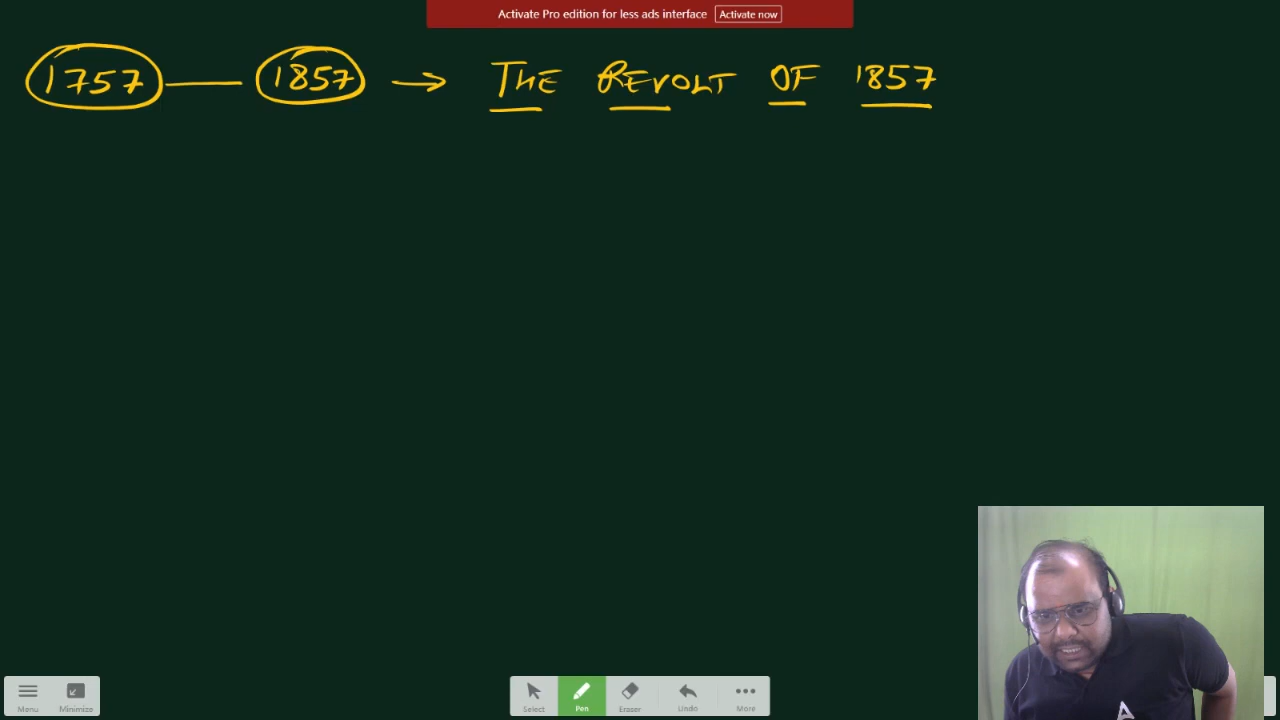 Activate Pro edition for less ads interface Activate now
1757 — 1857 → THE REVOLT OF 1857
Menu Minimize Select Pen Eraser Undo More